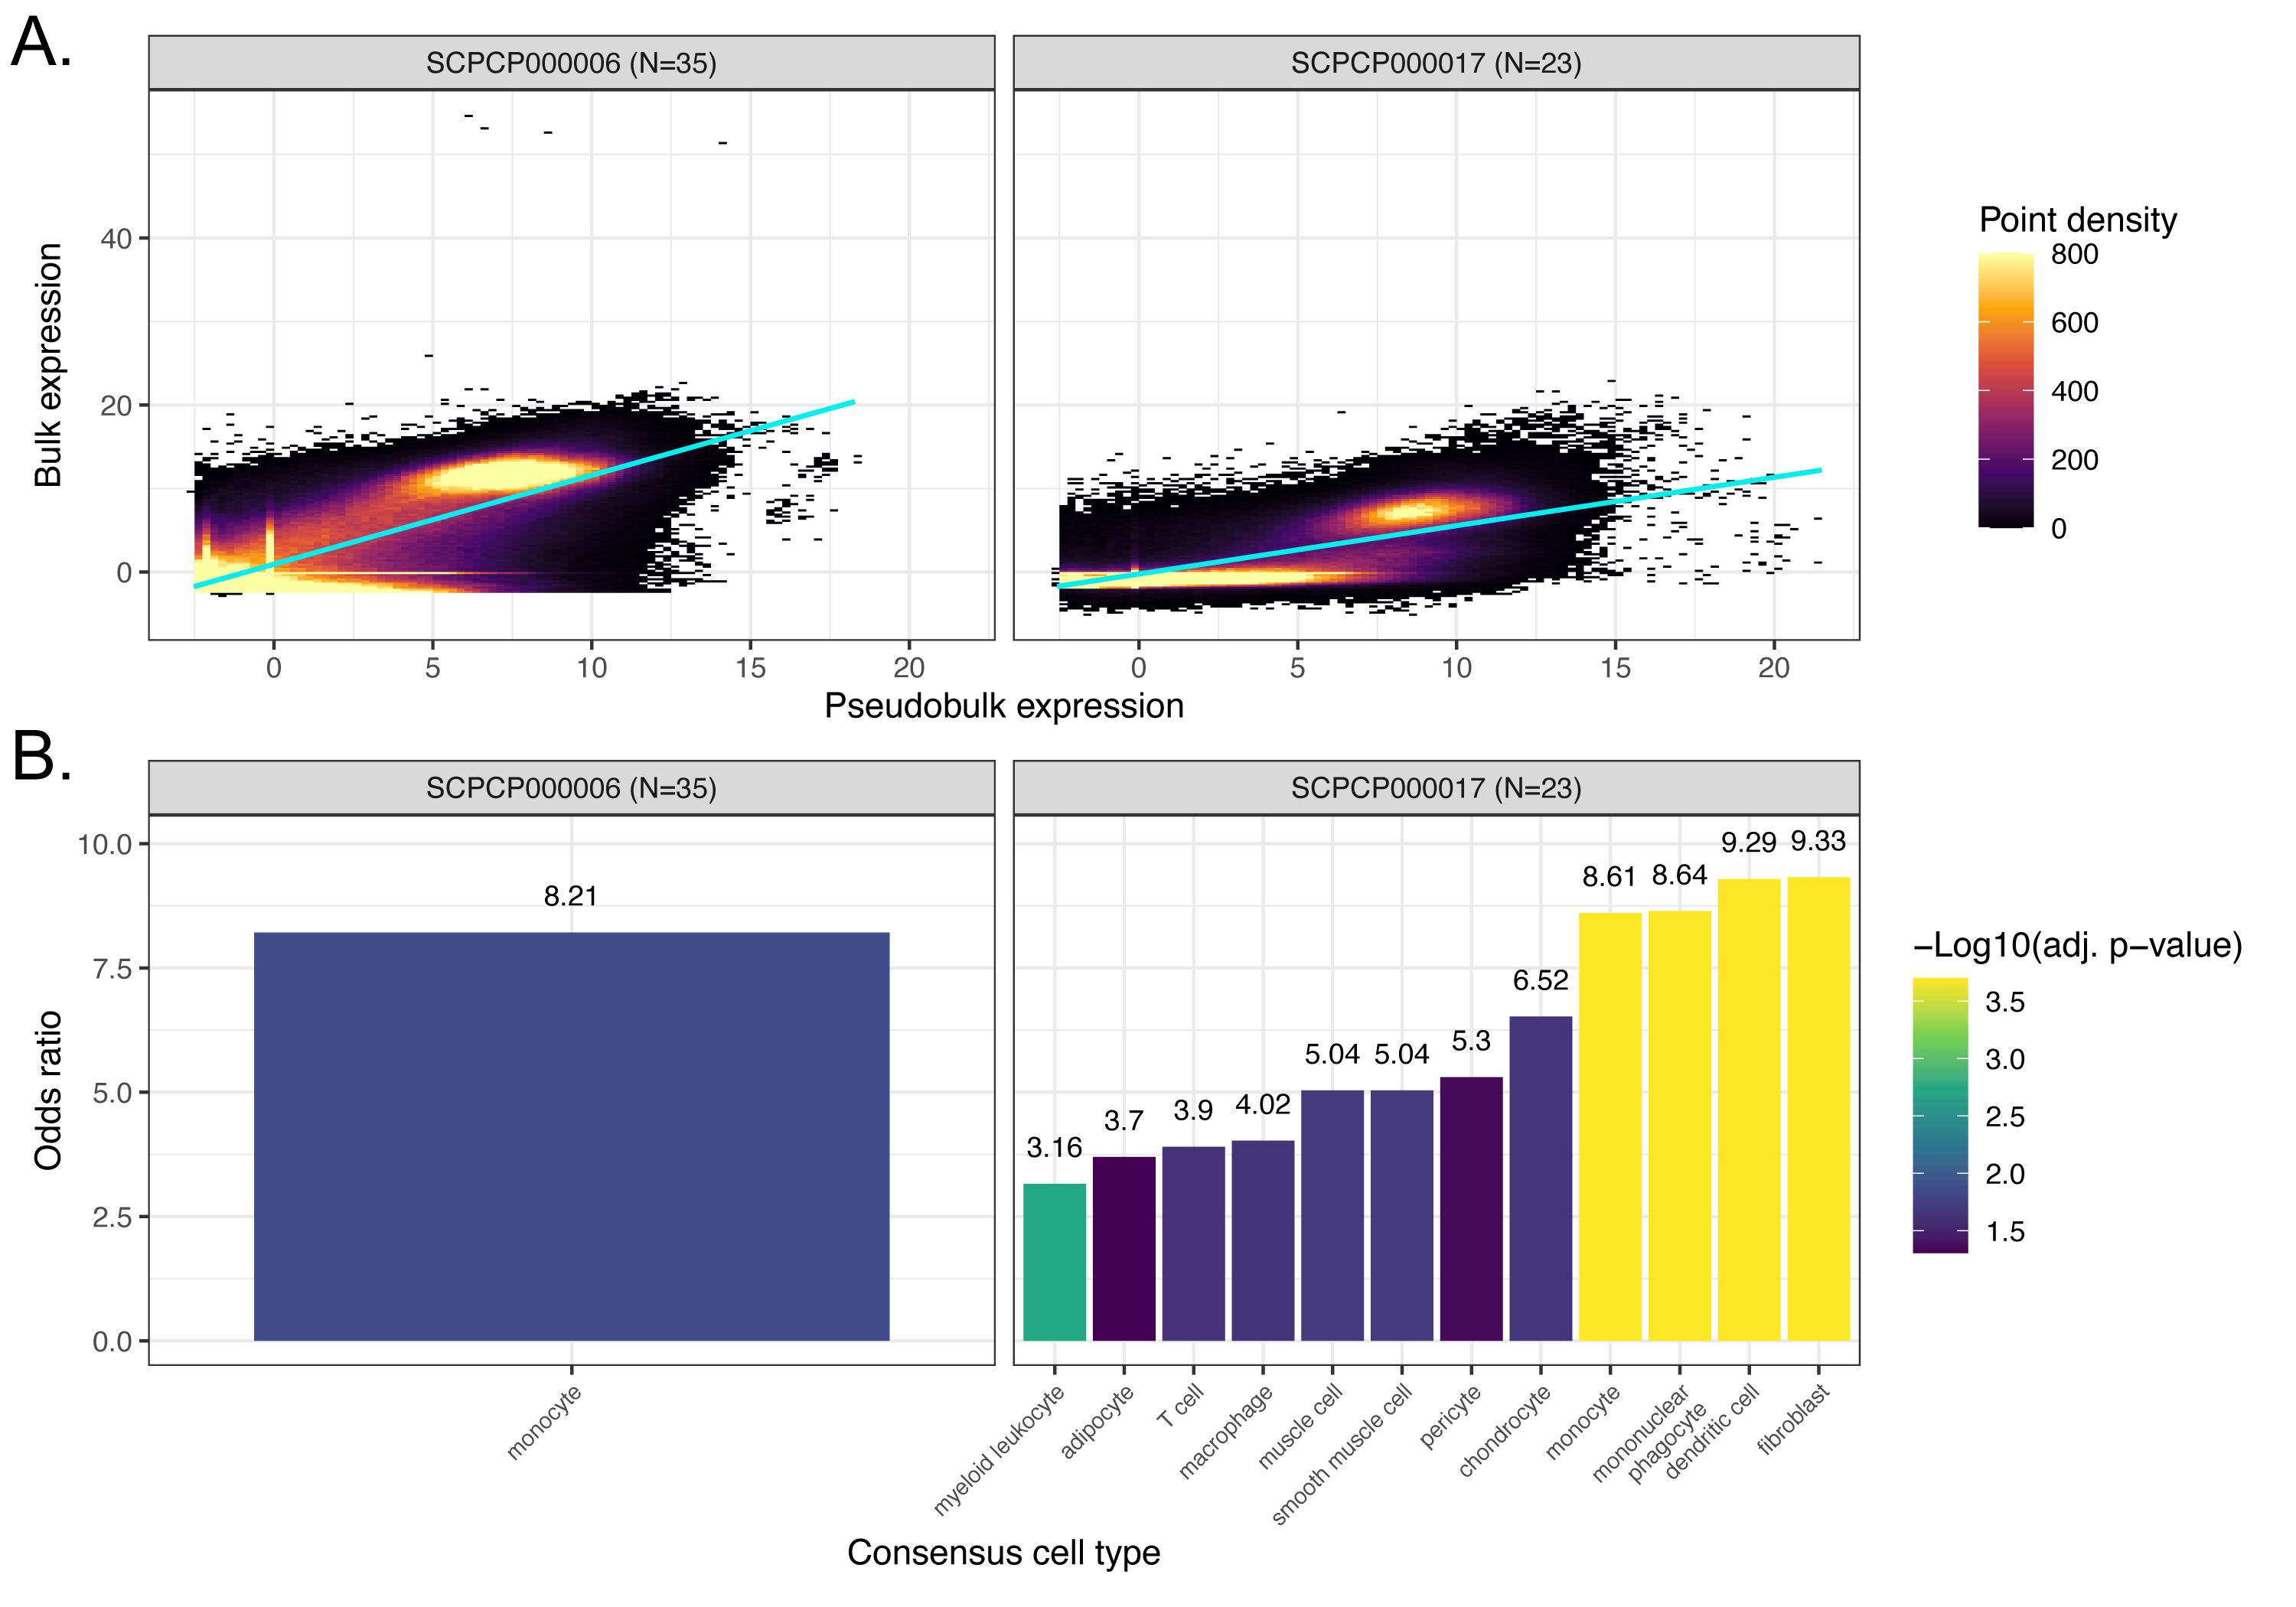 A.
SCPCP000006 (N=35)
SCPCP000017 (N=23)
Bulk expression
40
20
0
0 5 10 15 20
0 5 10 15 20
Pseudobulk expression
Point density
800
600
400
200
0
B.
SCPCP000006 (N=35)
SCPCP000017 (N=23)
Odds ratio
10.0
7.5
5.0
2.5
0.0
8.21
3.16
3.7
3.9
4.02
5.04
5.04
5.3
6.52
8.61
8.64
9.29
9.33
monocyte
myeloid leukocyte
adipocyte
T cell
macrophage
muscle cell
smooth muscle cell
pericyte
chondrocyte
monocyte
mononuclear
phagocyte
dendritic cell
fibroblast
Consensus cell type
−Log10(adj. p−value)
3.5
3.0
2.5
2.0
1.5